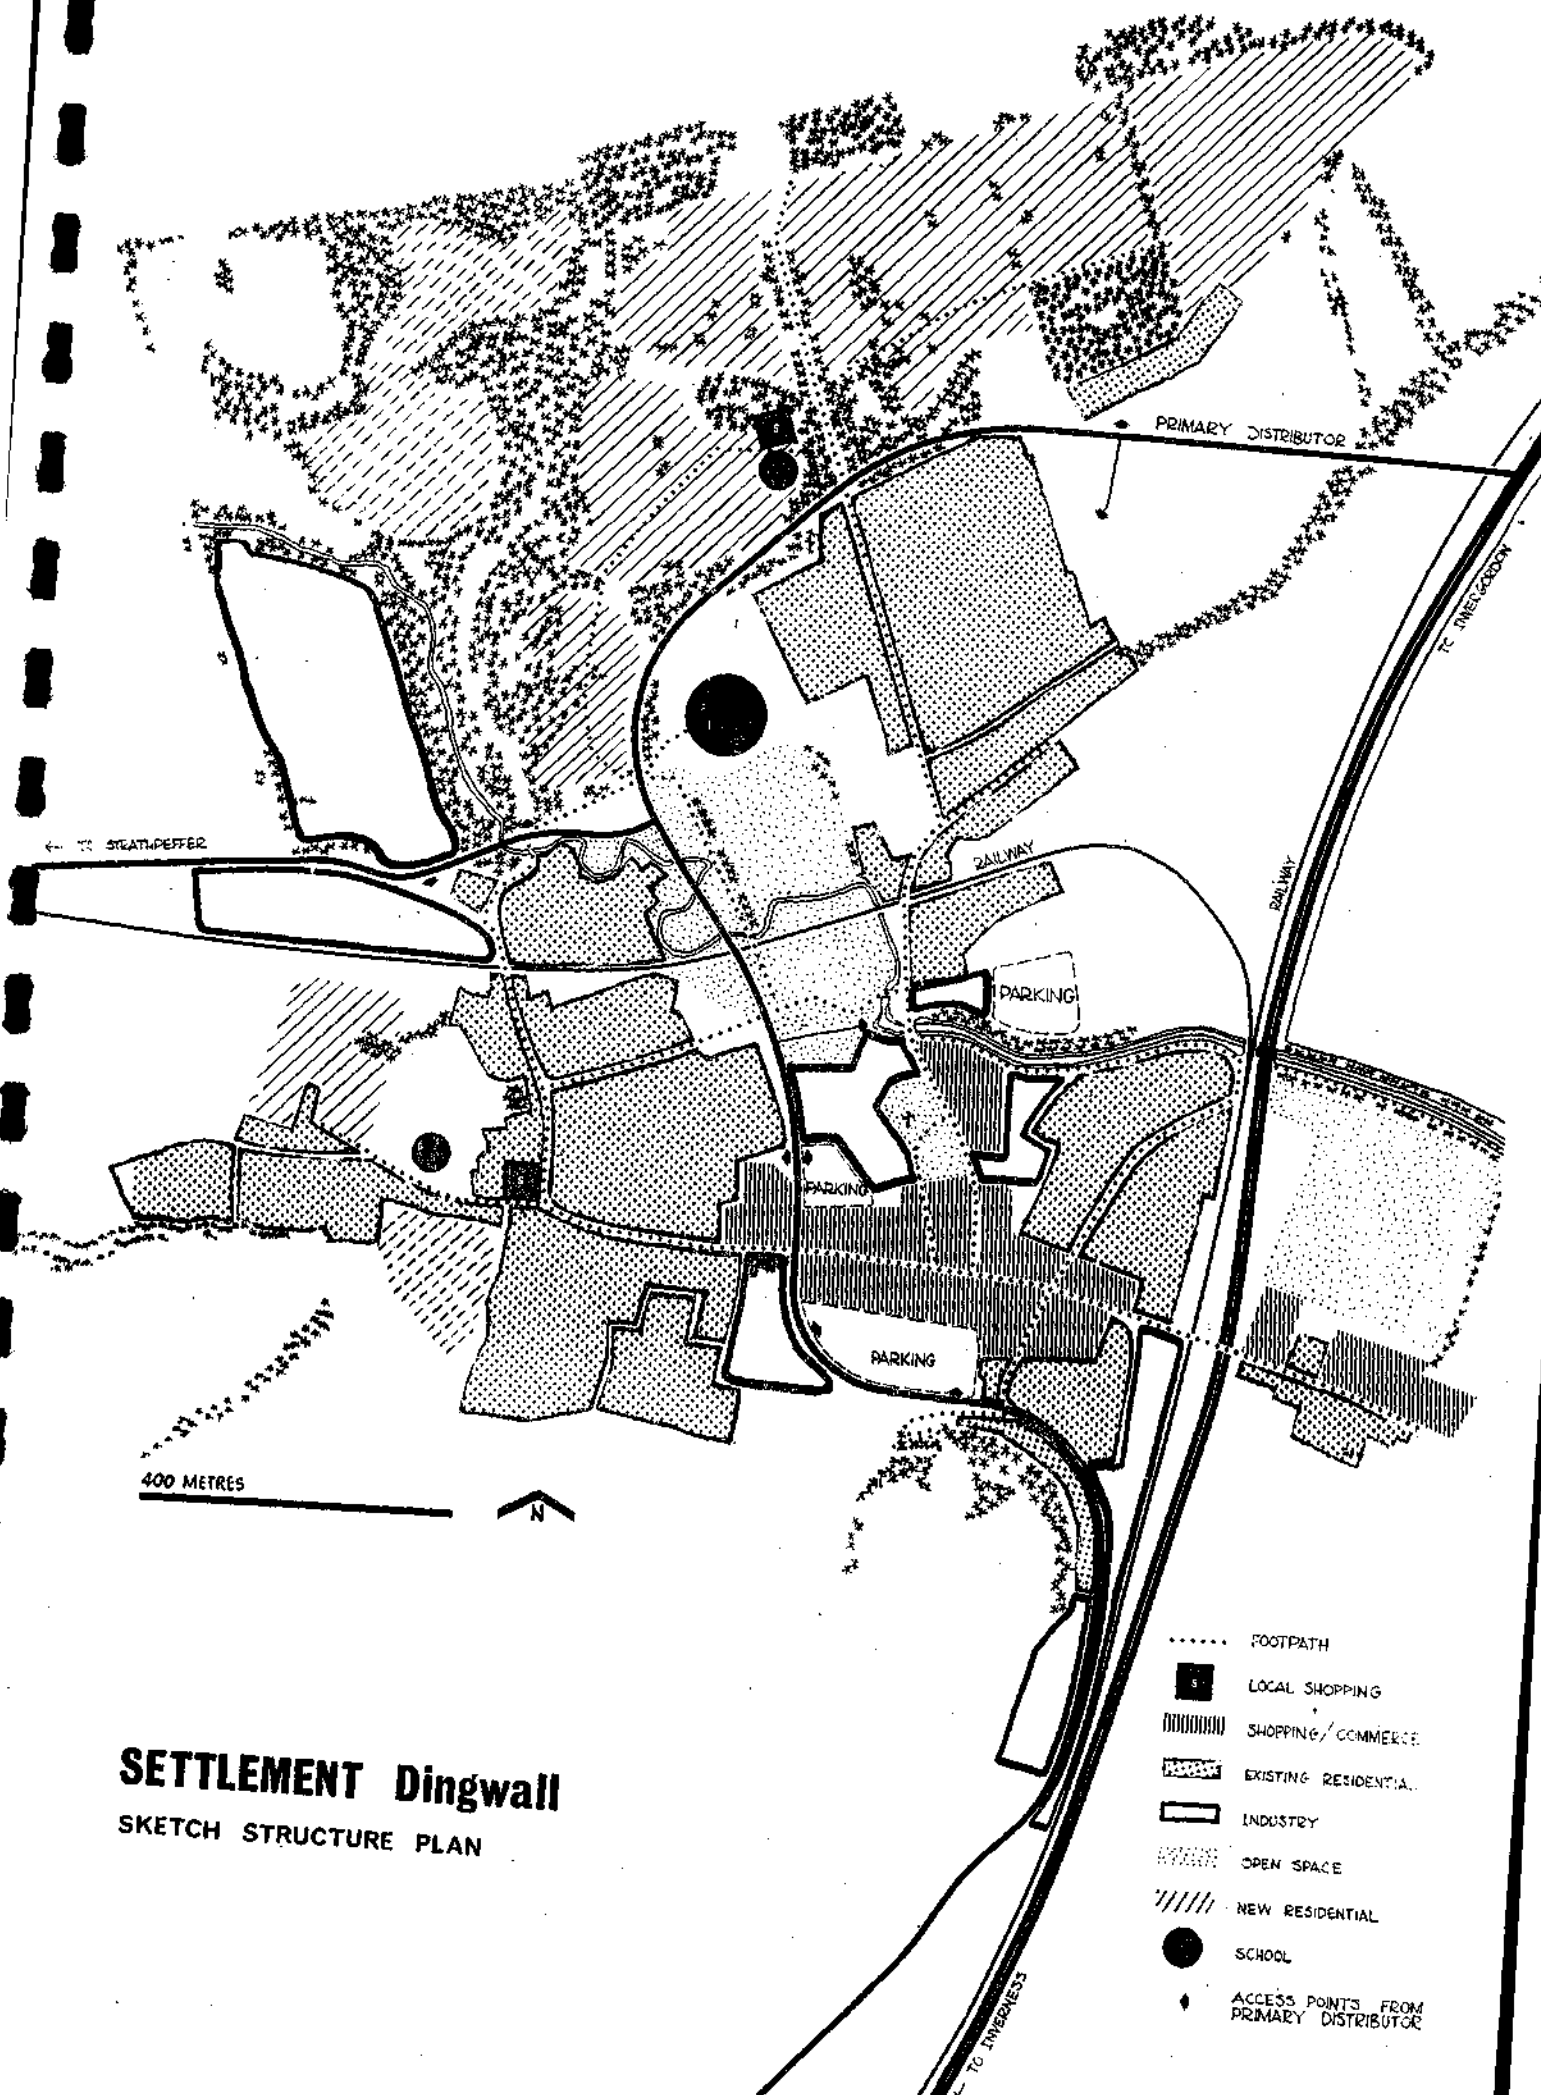 PRIMARY DISTRIBUTOR
TO INVERGORDON
← TO STRATHPEFFER
RAILWAY
RAILWAY
PARKING
PARKING
PARKING
400 METRES
N
FOOTPATH
S LOCAL SHOPPING
SHOPPING/COMMERCE
EXISTING RESIDENTIAL
INDUSTRY
OPEN SPACE
NEW RESIDENTIAL
SCHOOL
ACCESS POINTS FROM
PRIMARY DISTRIBUTOR
SETTLEMENT Dingwall
SKETCH STRUCTURE PLAN
TO INVERNESS